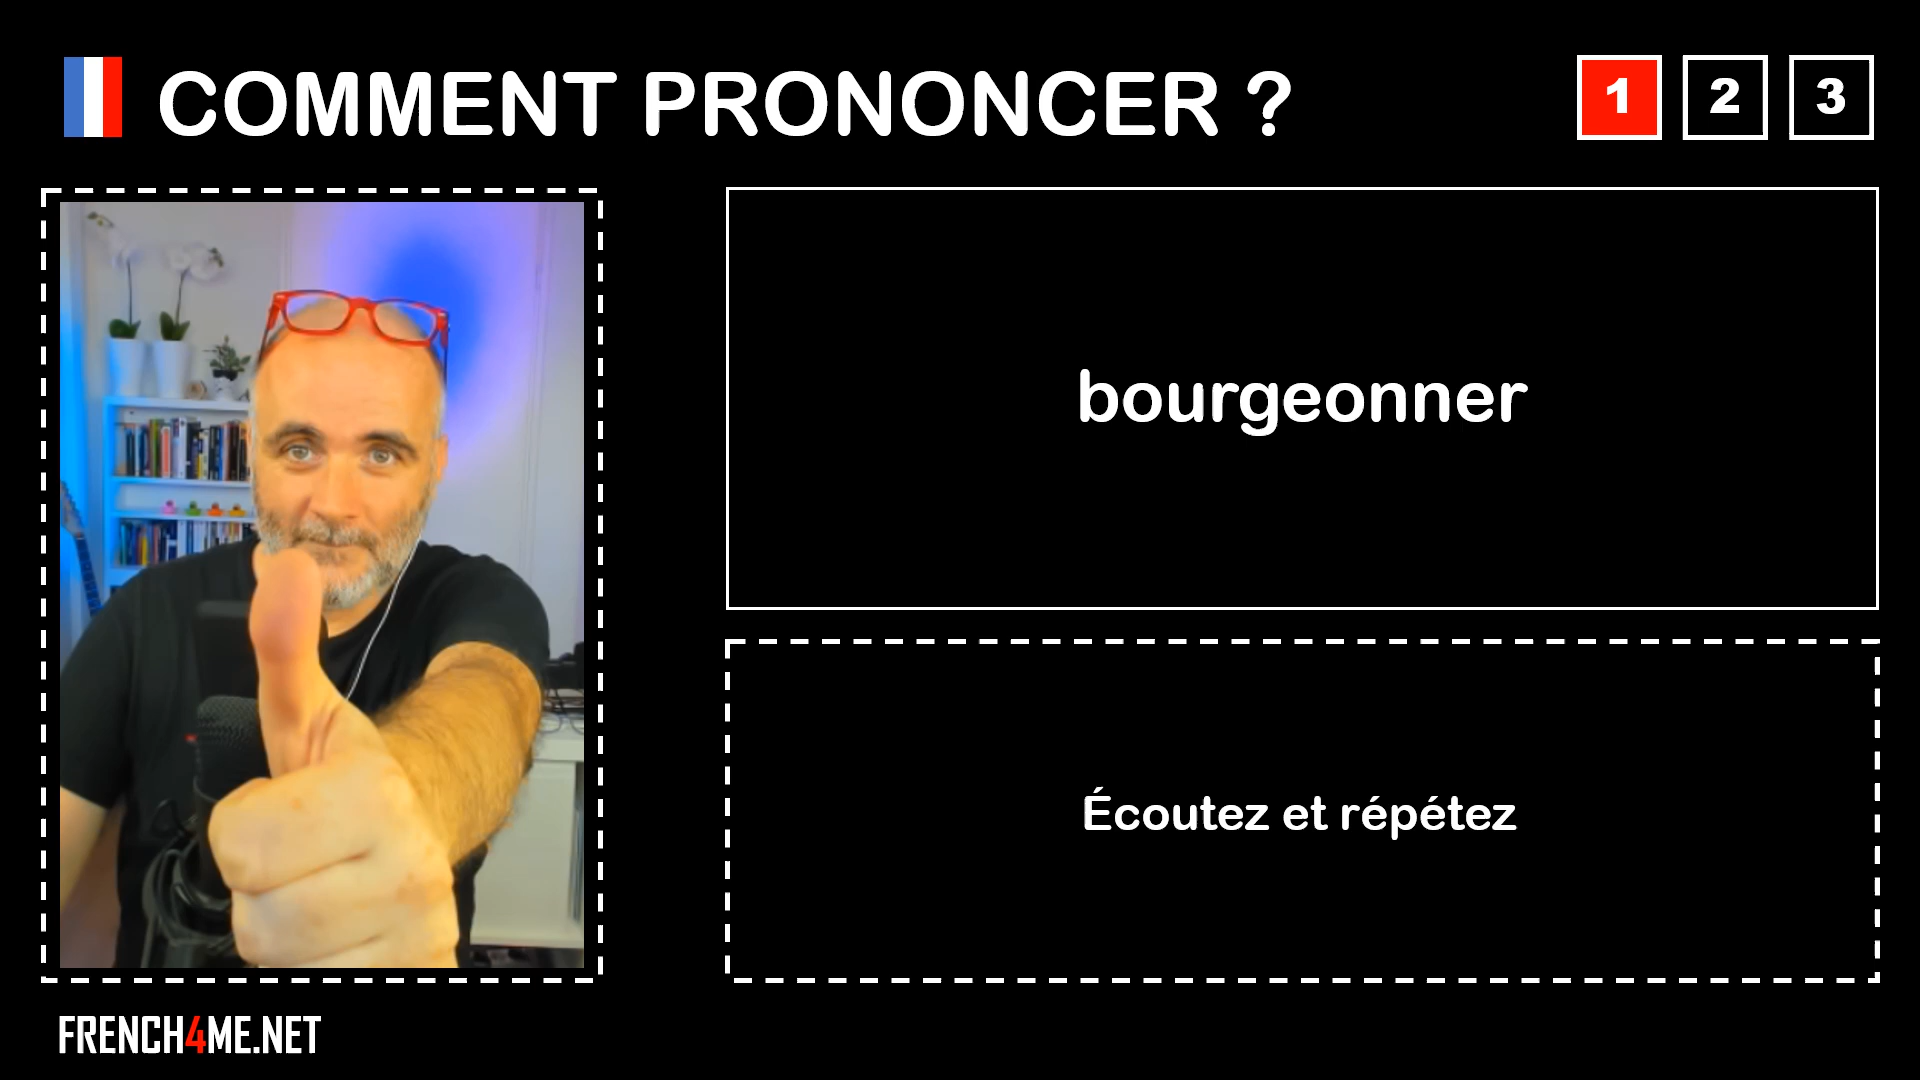 COMMENT PRONONCER ?
1 2 3
bourgeonner
Écoutez et répétez
FRENCH4ME.NET